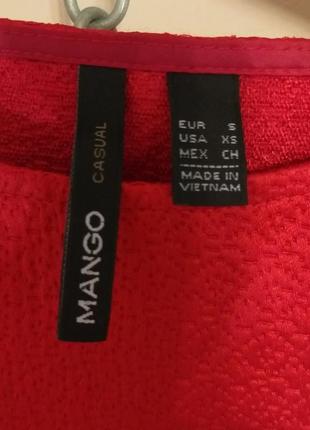 MANGO CASUAL
EUR S
USA XS
MEX CH
MADE IN
VIETNAM